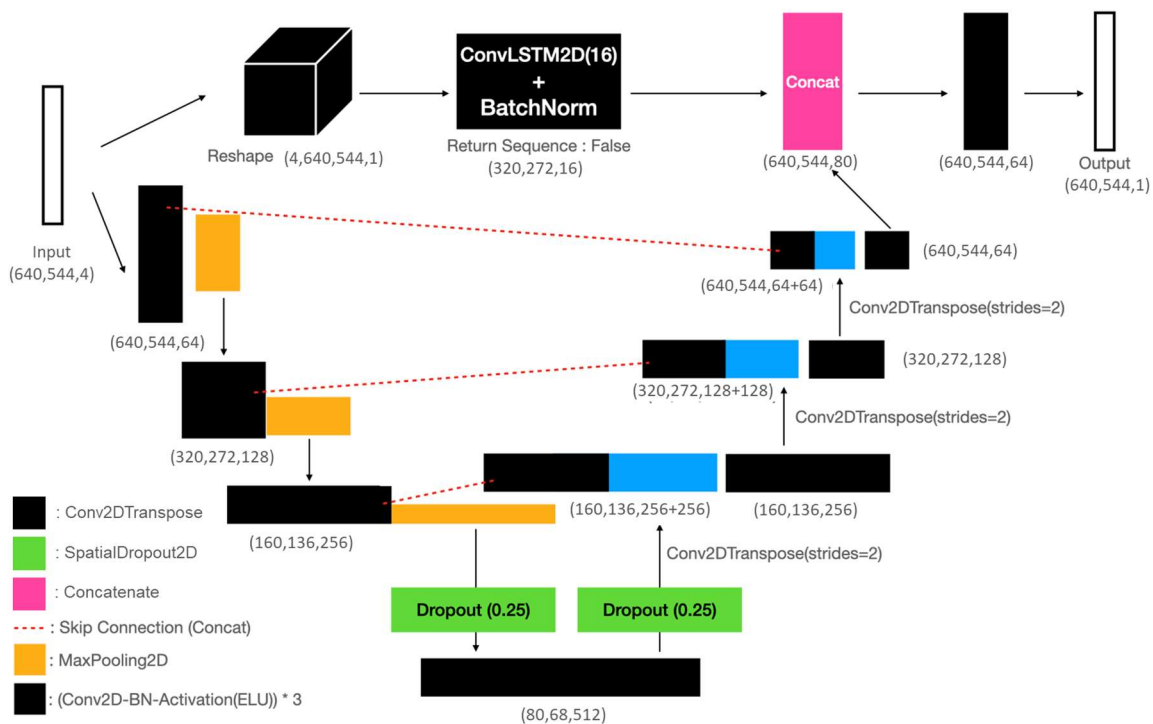 ConvLSTM2D(16)
+
BatchNorm
Concat
Reshape (4,640,544,1)
Return Sequence : False
(320,272,16)
(640,544,80)
(640,544,64)
Output
(640,544,1)
Input
(640,544,4)
(640,544,64)
(640,544,64+64)
(640,544,64)
Conv2DTranspose(strides=2)
(320,272,128)
(320,272,128+128)
(320,272,128)
Conv2DTranspose(strides=2)
(160,136,256)
(160,136,256+256)
(160,136,256)
Conv2DTranspose(strides=2)
Dropout (0.25)
Dropout (0.25)
(80,68,512)
: Conv2DTranspose
: SpatialDropout2D
: Concatenate
: Skip Connection (Concat)
: MaxPooling2D
: (Conv2D-BN-Activation(ELU)) * 3